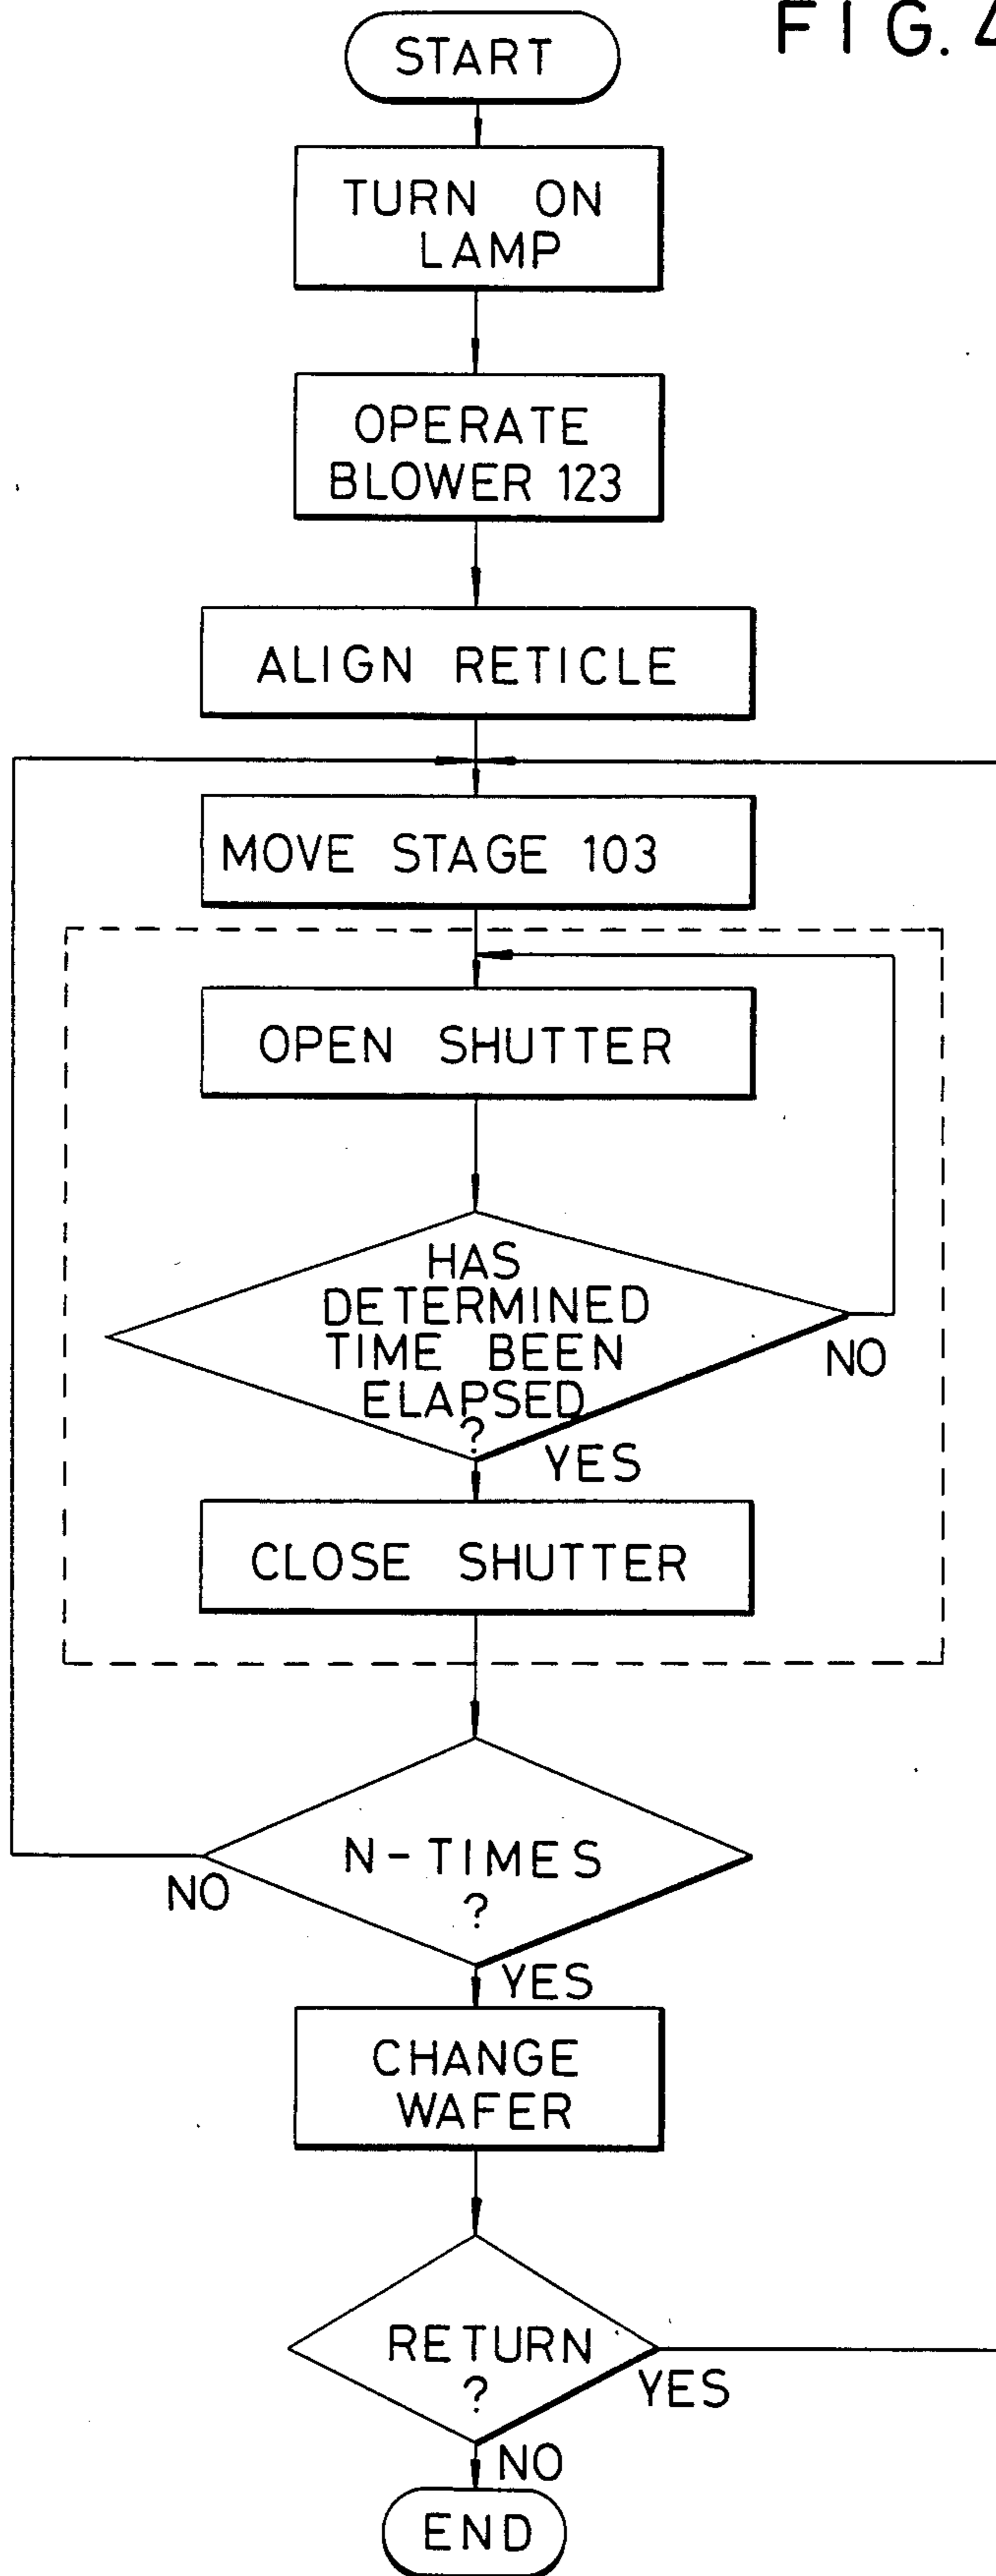 FIG. 4
START
TURN ON
LAMP
OPERATE
BLOWER 123
ALIGN RETICLE
MOVE STAGE 103
OPEN SHUTTER
HAS
DETERMINED
TIME BEEN
ELAPSED
?
NO
YES
CLOSE SHUTTER
N-TIMES
?
NO
YES
CHANGE
WAFER
RETURN
?
YES
NO
END